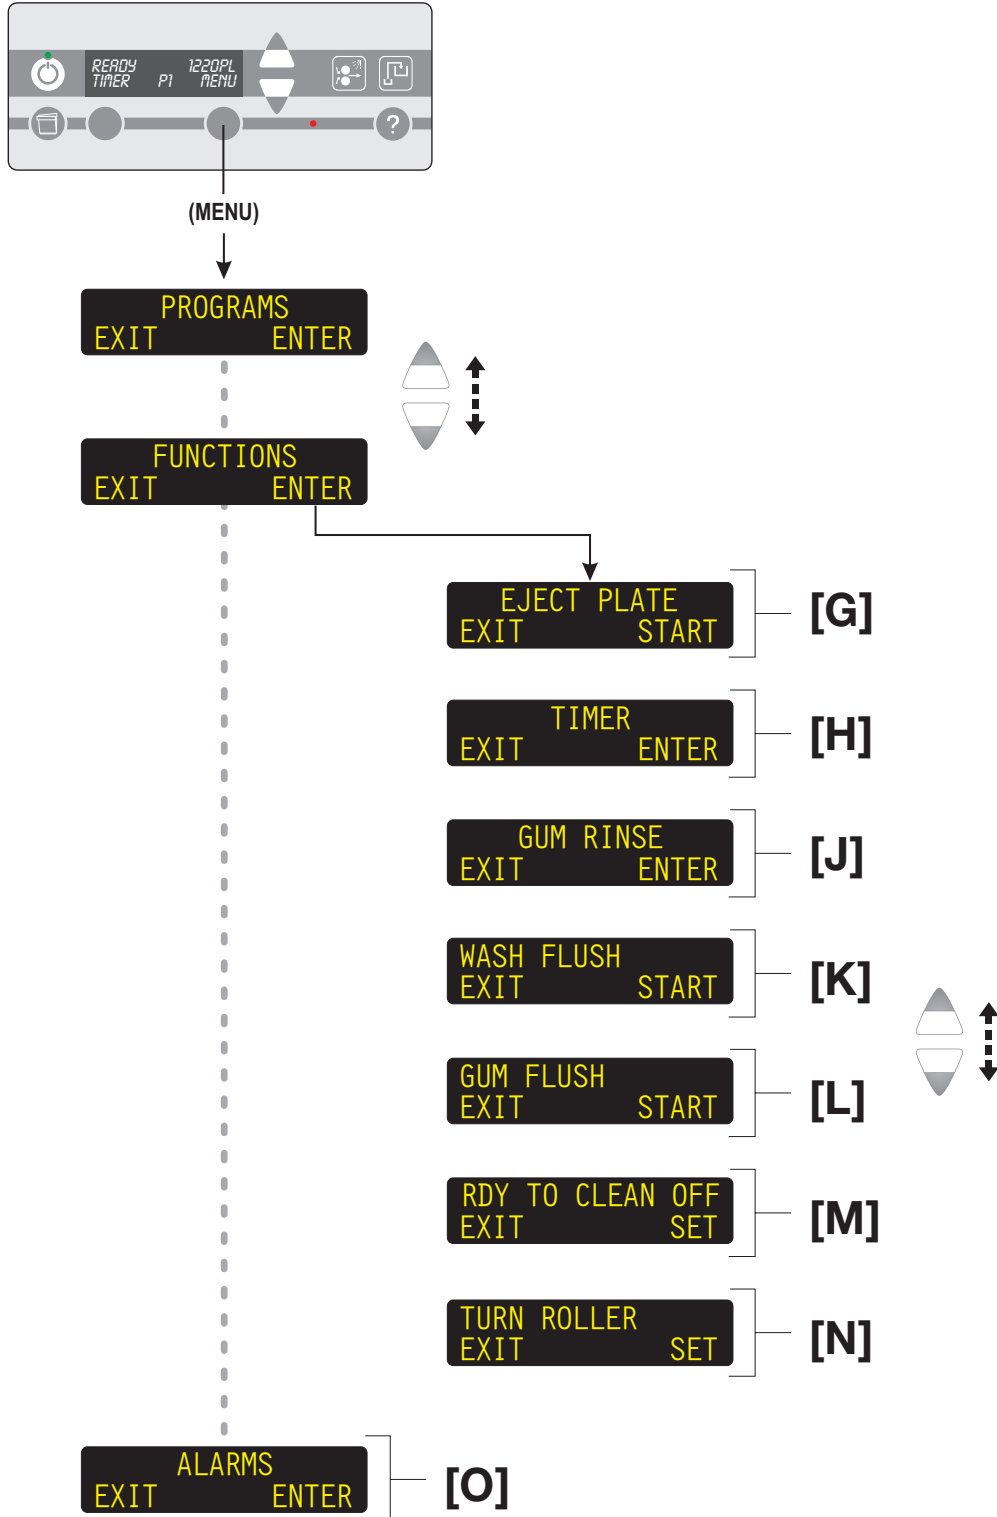 READY 1220PL
TIMER P1 MENU
?
(MENU)
PROGRAMS
EXIT ENTER
FUNCTIONS
EXIT ENTER
EJECT PLATE
EXIT START
[G]
TIMER
EXIT ENTER
[H]
GUM RINSE
EXIT ENTER
[J]
WASH FLUSH
EXIT START
[K]
GUM FLUSH
EXIT START
[L]
RDY TO CLEAN OFF
EXIT SET
[M]
TURN ROLLER
EXIT SET
[N]
ALARMS
EXIT ENTER
[O]